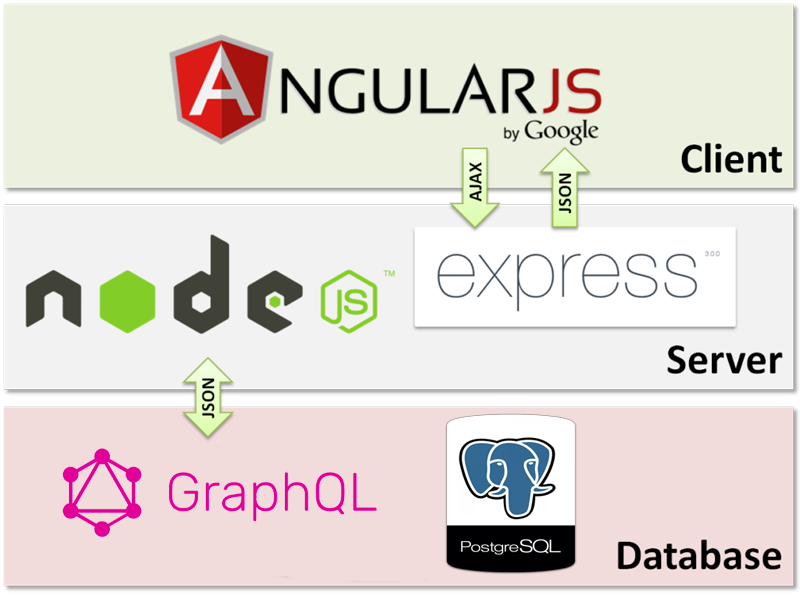 ANGULARJS
by Google
Client
AJAX
JSON
node
JS
TM
express
3.0.0
Server
JSON
GraphQL
PostgreSQL
Database